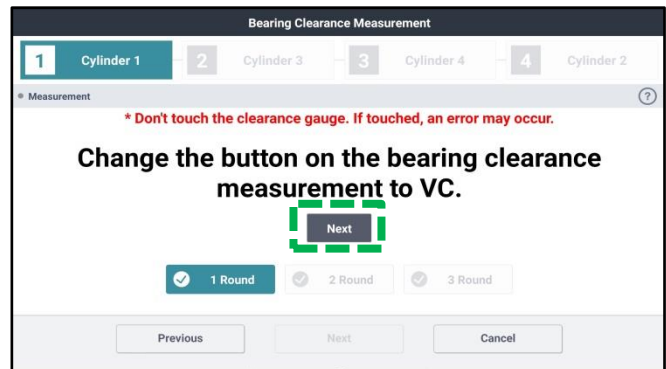 Bearing Clearance Measurement
1 Cylinder 1 2 Cylinder 3 3 Cylinder 4 4 Cylinder 2
Measurement ?
* Don't touch the clearance gauge. If touched, an error may occur.
Change the button on the bearing clearance
measurement to VC.
Next
1 Round 2 Round 3 Round
Previous Next Cancel